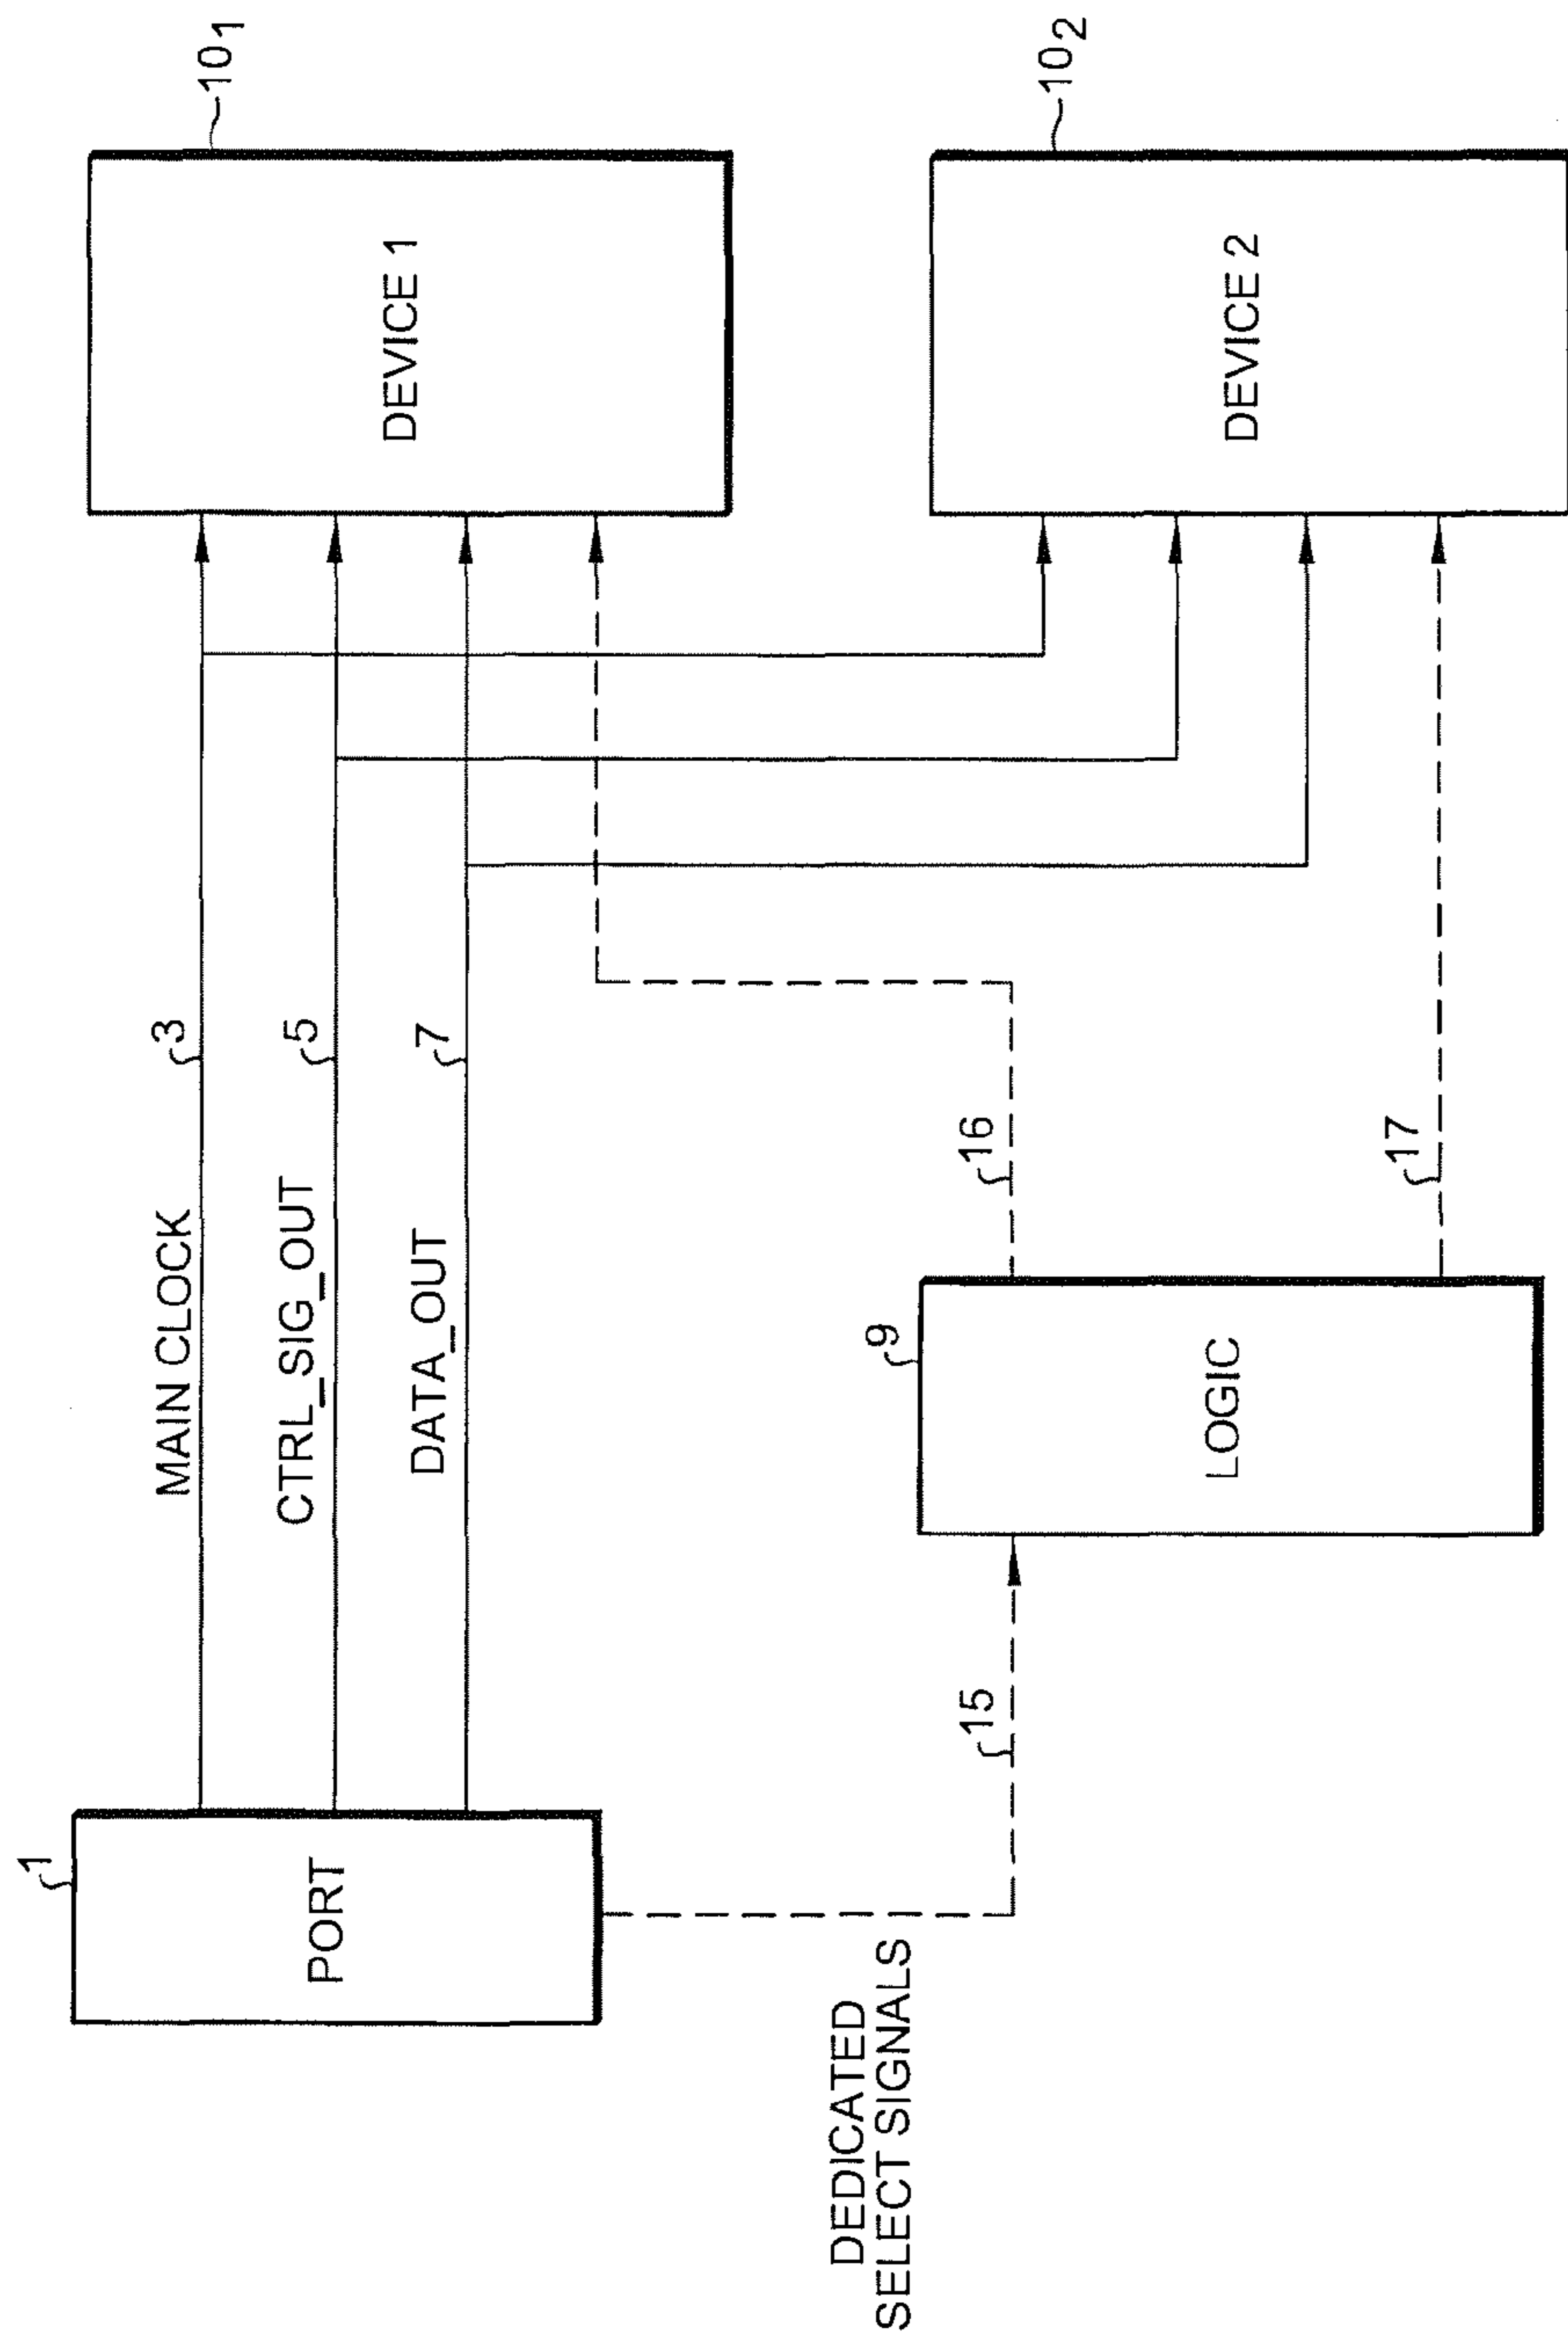 1
PORT
MAIN CLOCK
3
CTRL_SIG_OUT
5
DATA_OUT
7
DEVICE 1
10₁
DEDICATED
SELECT SIGNALS
15
9
LOGIC
16
17
DEVICE 2
10₂